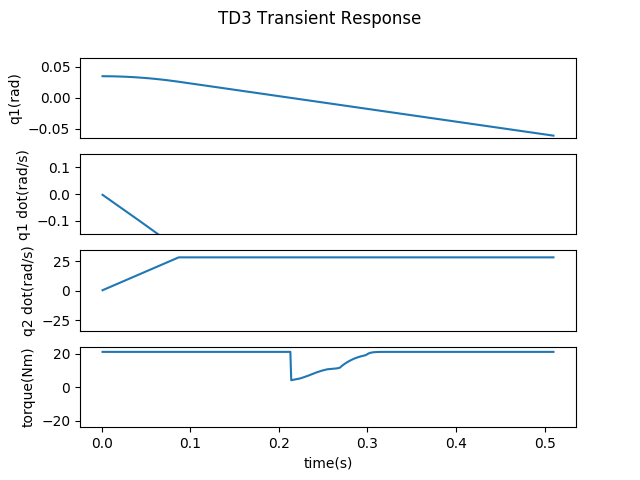 TD3 Transient Response
q1(rad)
0.05
0.00
−0.05
q1 dot(rad/s)
0.1
0.0
−0.1
q2 dot(rad/s)
25
0
−25
torque(Nm)
20
0
−20
0.0 0.1 0.2 0.3 0.4 0.5
time(s)